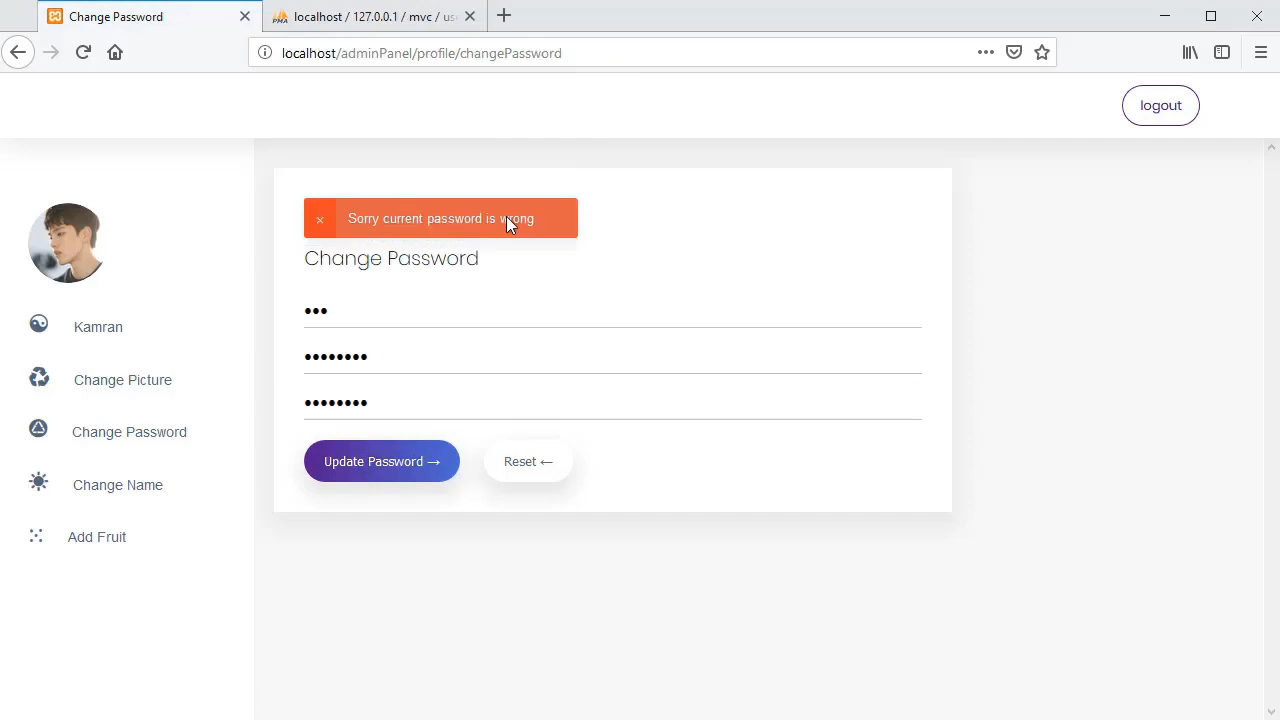 Change Password
localhost / 127.0.0.1 / mvc / us
localhost/adminPanel/profile/changePassword
logout
× Sorry current password is wrong
Change Password
Kamran
Change Picture
Change Password
Change Name
Add Fruit
Update Password →
Reset ←